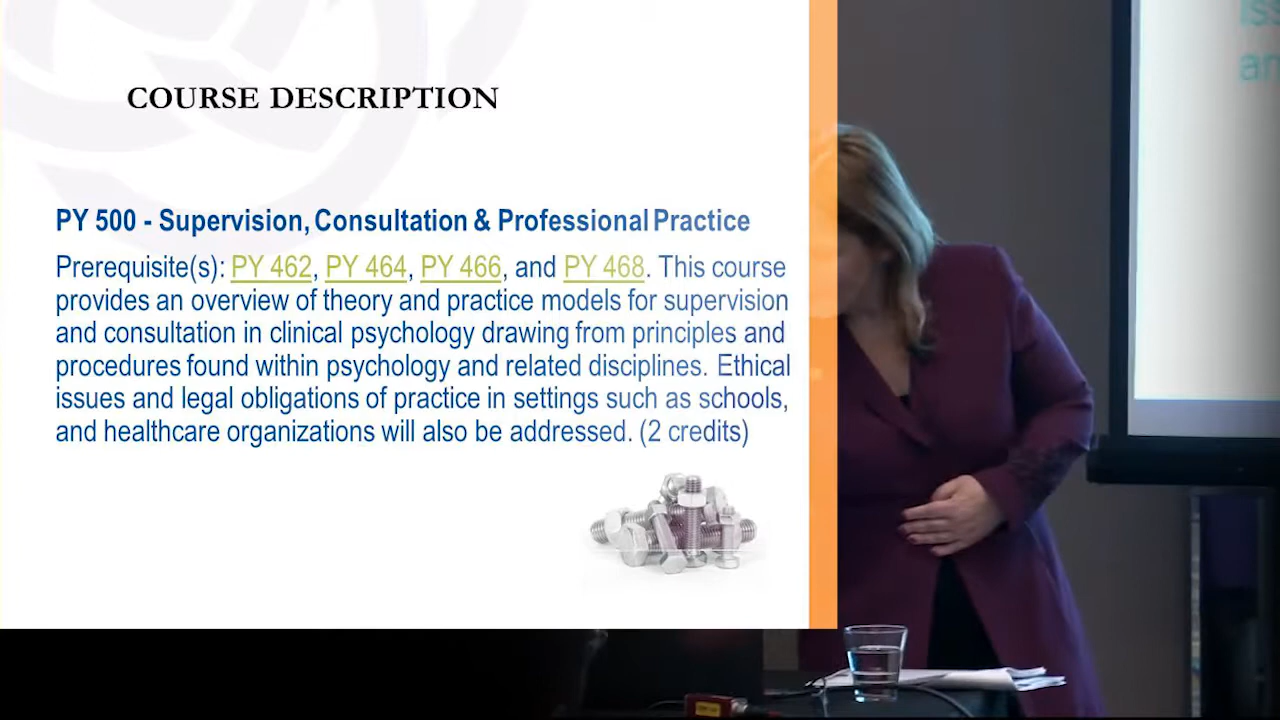 COURSE DESCRIPTION
PY 500 - Supervision, Consultation & Professional Practice
Prerequisite(s): PY 462, PY 464, PY 466, and PY 468. This course
provides an overview of theory and practice models for supervision
and consultation in clinical psychology drawing from principles and
procedures found within psychology and related disciplines. Ethical
issues and legal obligations of practice in settings such as schools,
and healthcare organizations will also be addressed. (2 credits)